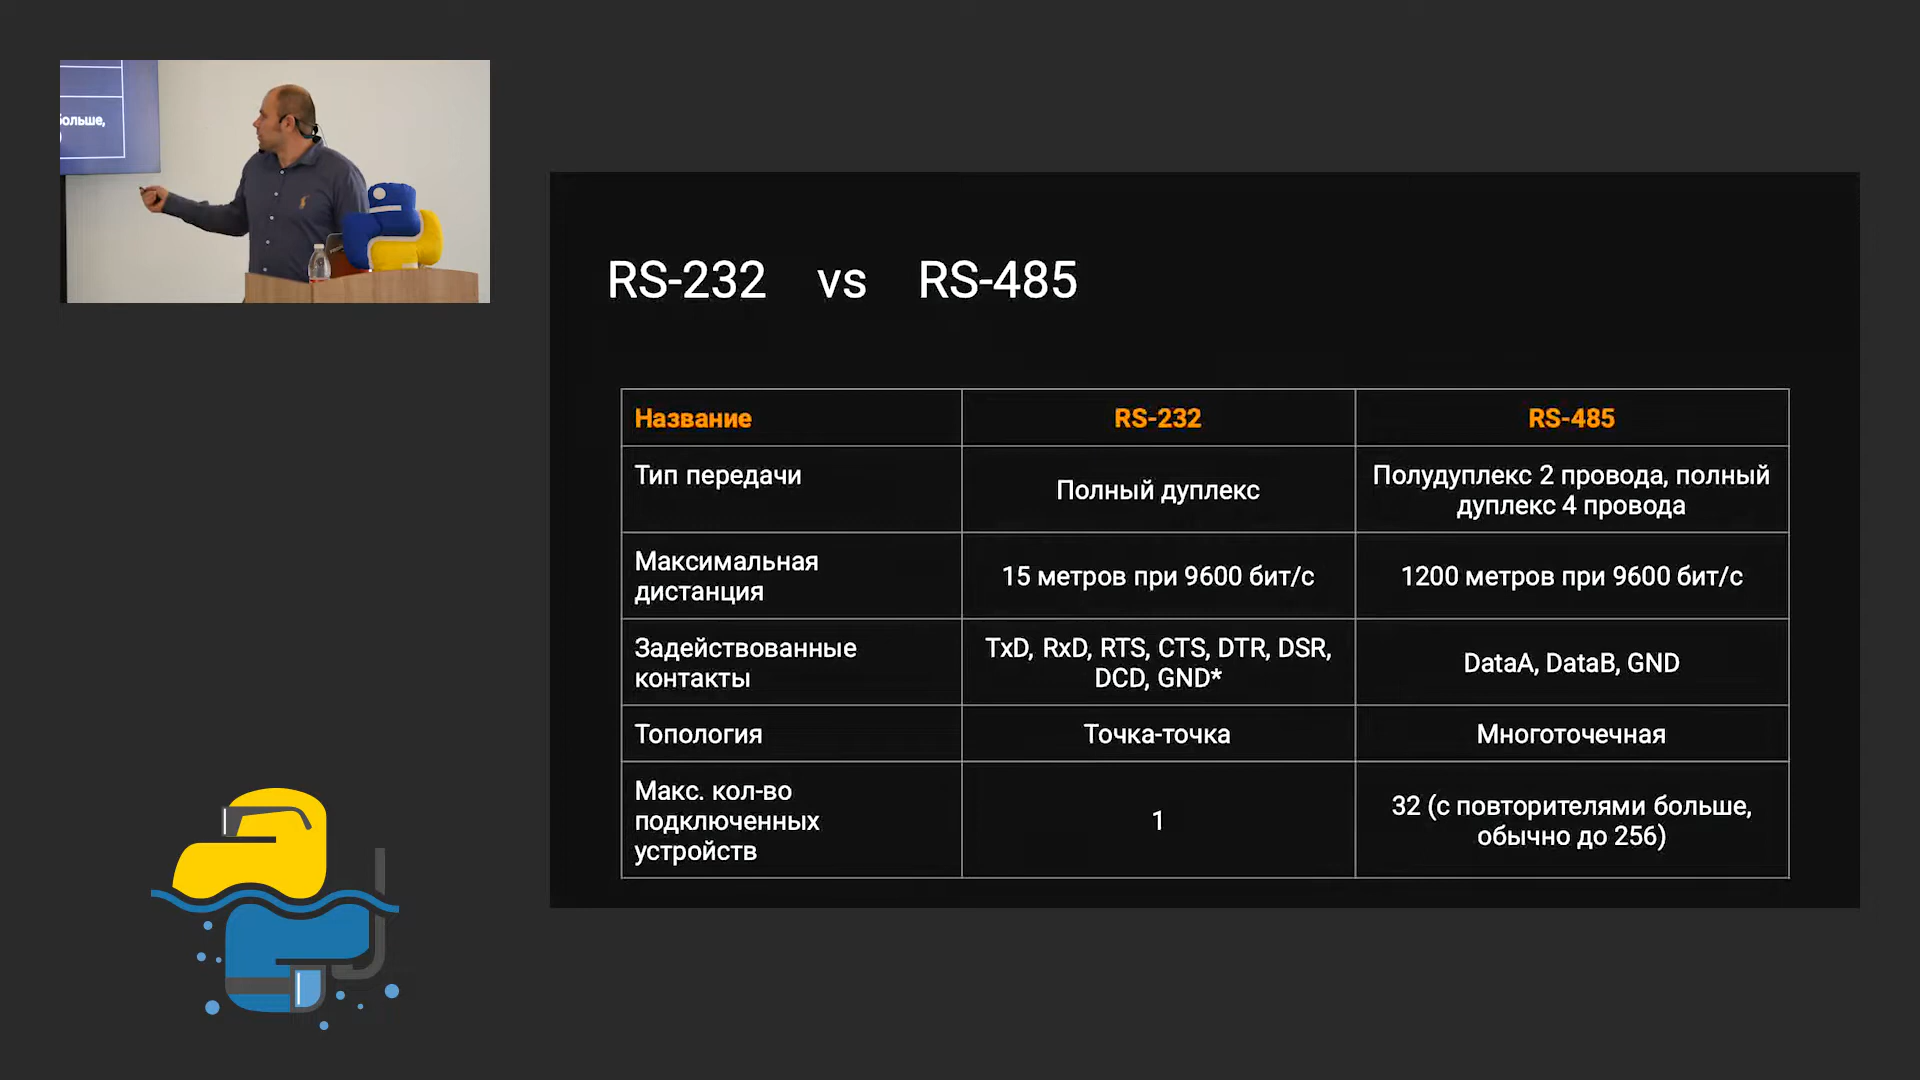 больше,
)
RS-232 vs RS-485
Название RS-232 RS-485
Тип передачи
Полный дуплекс
Полудуплекс 2 провода, полный
дуплекс 4 провода
Максимальная
дистанция
15 метров при 9600 бит/с
1200 метров при 9600 бит/с
Задействованные
контакты
TxD, RxD, RTS, CTS, DTR, DSR,
DCD, GND*
DataA, DataB, GND
Топология
Точка-точка
Многоточечная
Макс. кол-во
подключенных
устройств
1
32 (с повторителями больше,
обычно до 256)